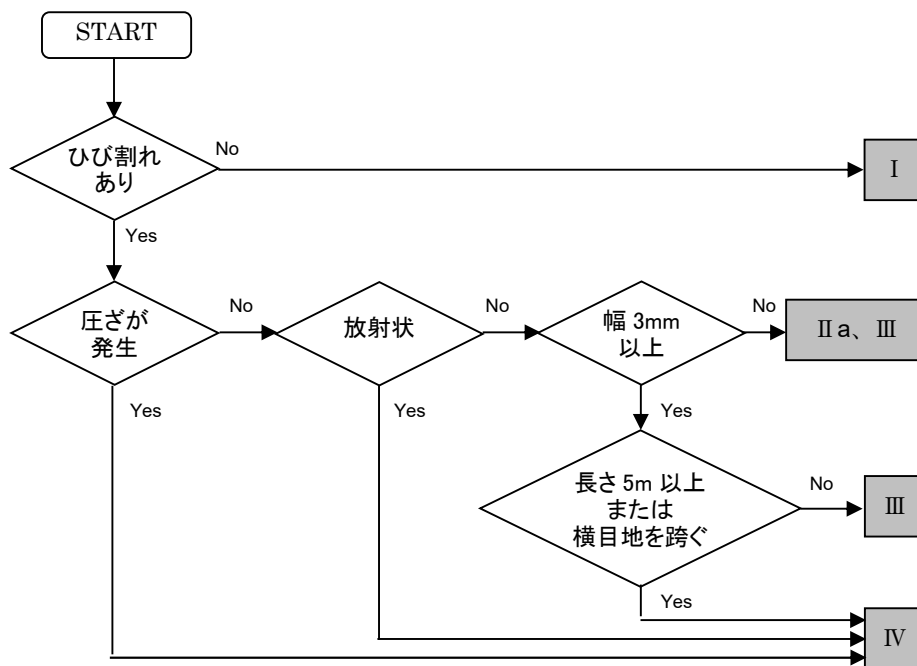 START
ひび割れ
あり
No
Ⅰ
Yes
圧ざが
発生
No
放射状
No
幅 3mm
以上
No
Ⅱa、Ⅲ
Yes
Yes
Yes
長さ 5m 以上
または
横目地を跨ぐ
No
Ⅲ
Yes
Ⅳ